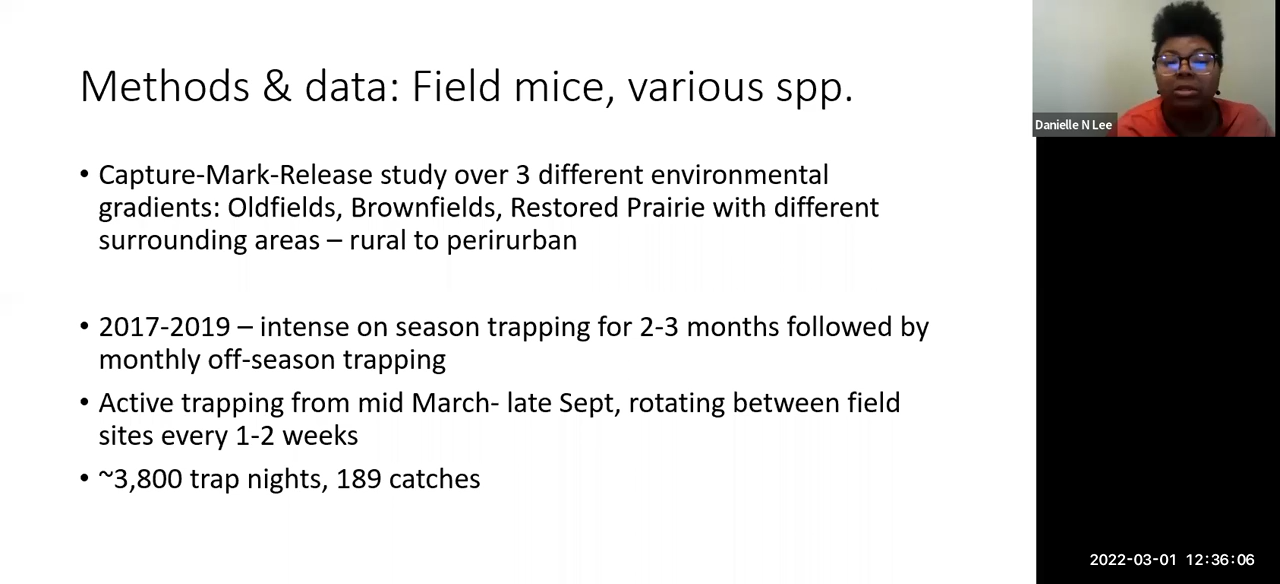 Methods & data: Field mice, various spp.
• Capture-Mark-Release study over 3 different environmental
gradients: Oldfields, Brownfields, Restored Prairie with different
surrounding areas – rural to perirurban
• 2017-2019 – intense on season trapping for 2-3 months followed by
monthly off-season trapping
• Active trapping from mid March- late Sept, rotating between field
sites every 1-2 weeks
• ~3,800 trap nights, 189 catches
Danielle N Lee
2022-03-01 12:36:06